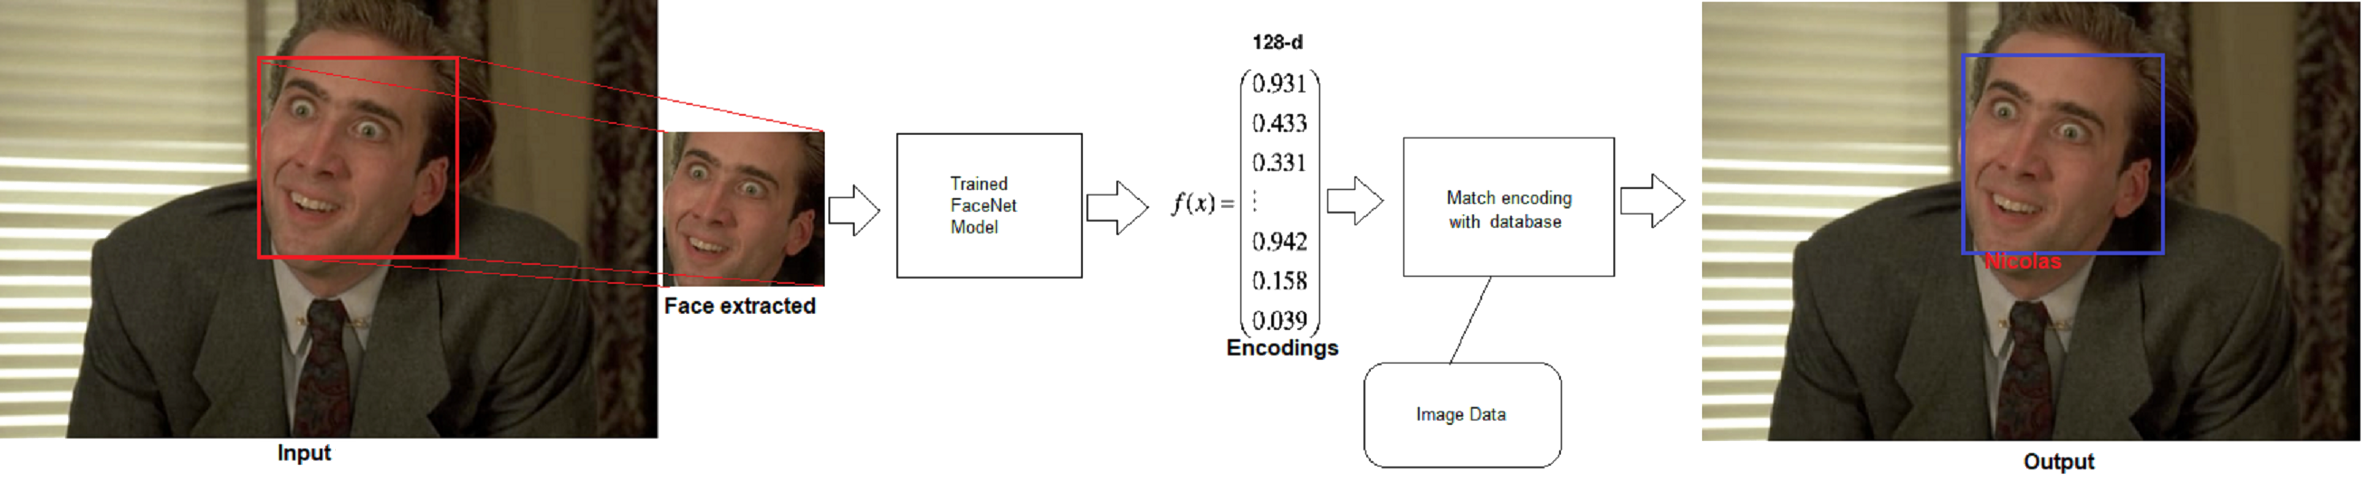 Input
Face extracted
Trained
FaceNet
Model
128-d
f(x)=
0.931
0.433
0.331
⋮
0.942
0.158
0.039
Encodings
Match encoding
with database
Image Data
Nicolas
Output